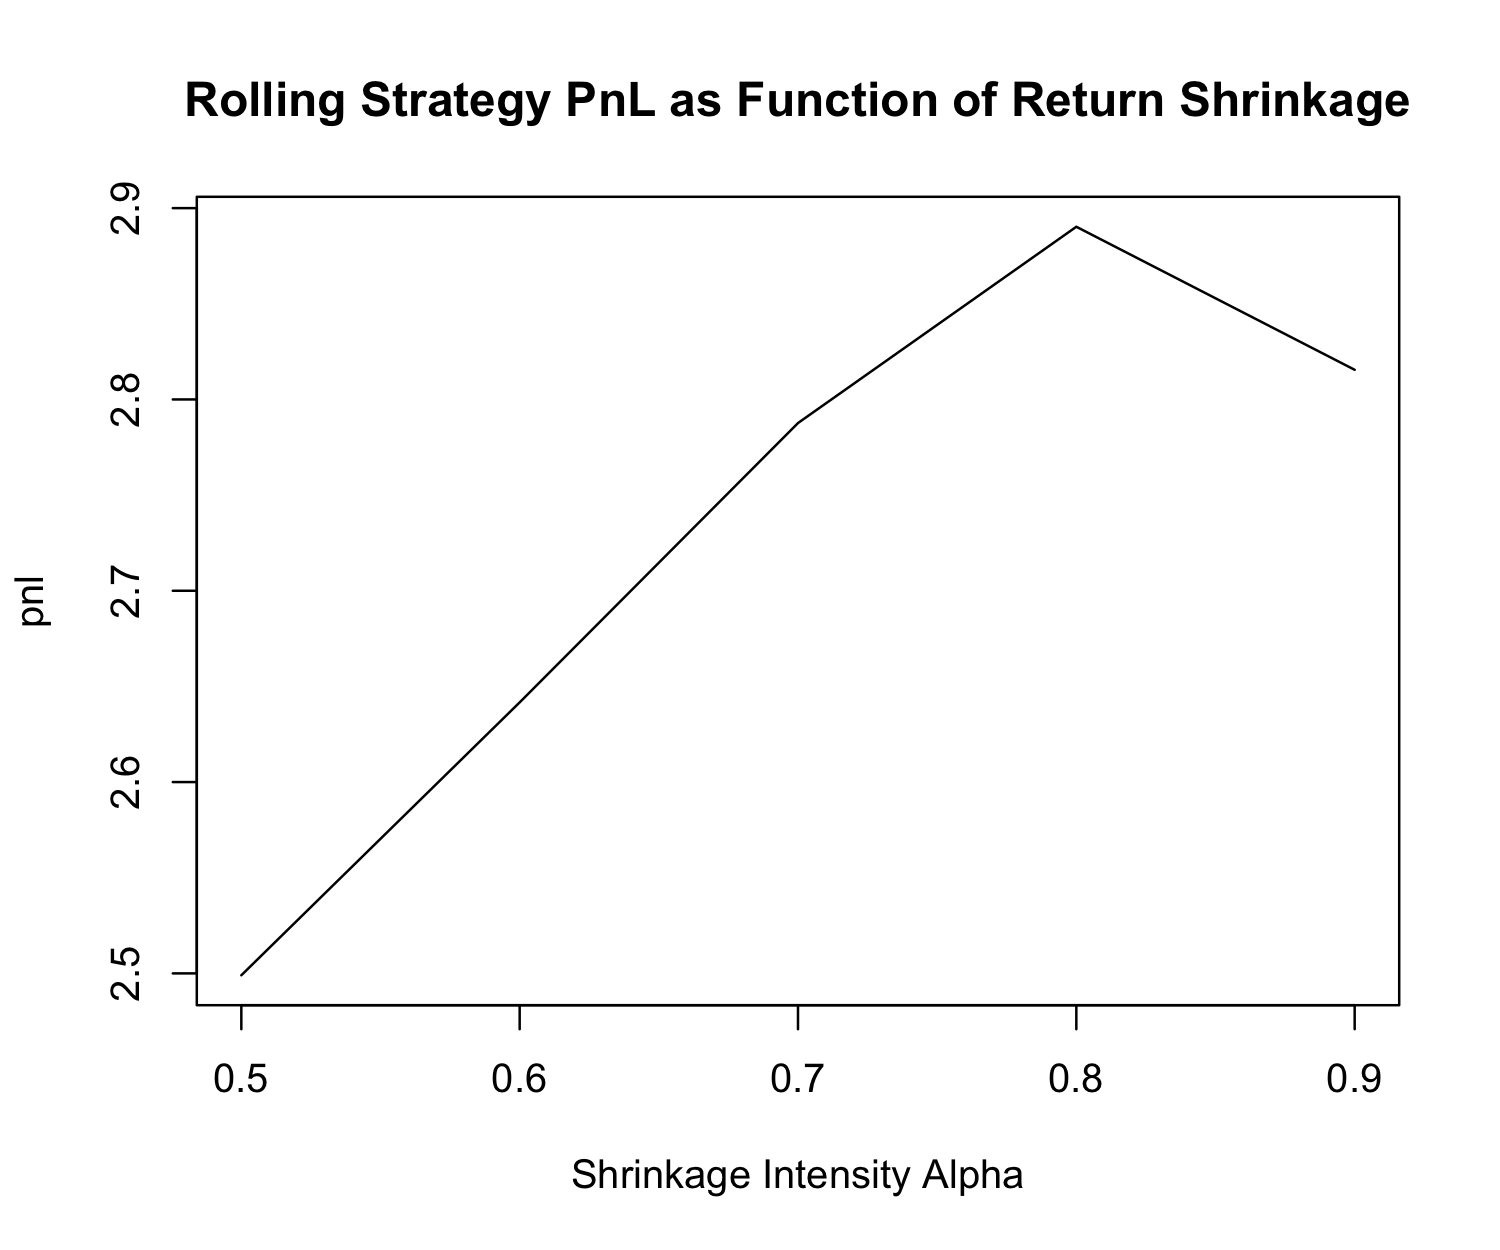 Rolling Strategy PnL as Function of Return Shrinkage
pnl
2.9
2.8
2.7
2.6
2.5
0.5 0.6 0.7 0.8 0.9
Shrinkage Intensity Alpha